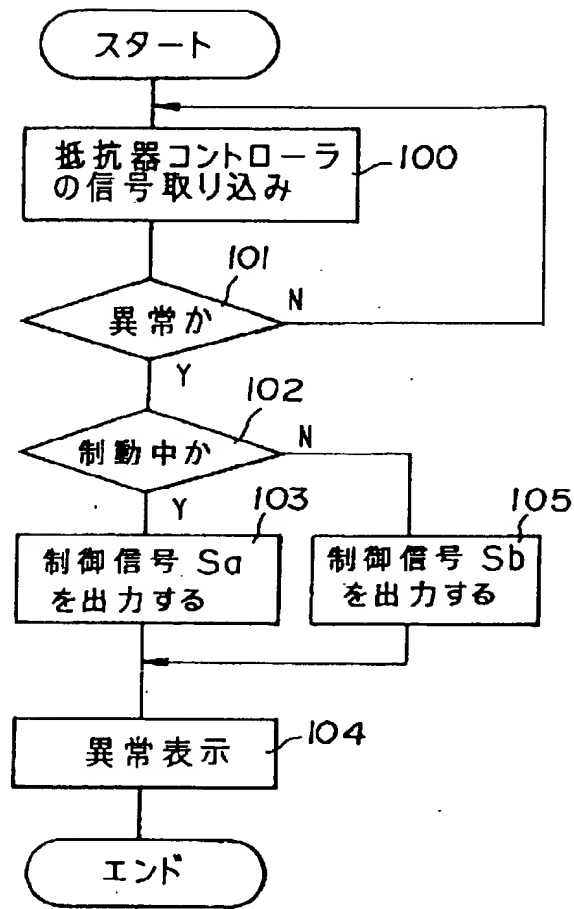 スタート
抵抗器コントローラ
の信号取り込み
100
101
異常か
N
Y
102
制動中か
N
Y
103
制御信号 Sa
を出力する
105
制御信号 Sb
を出力する
異常表示
104
エンド